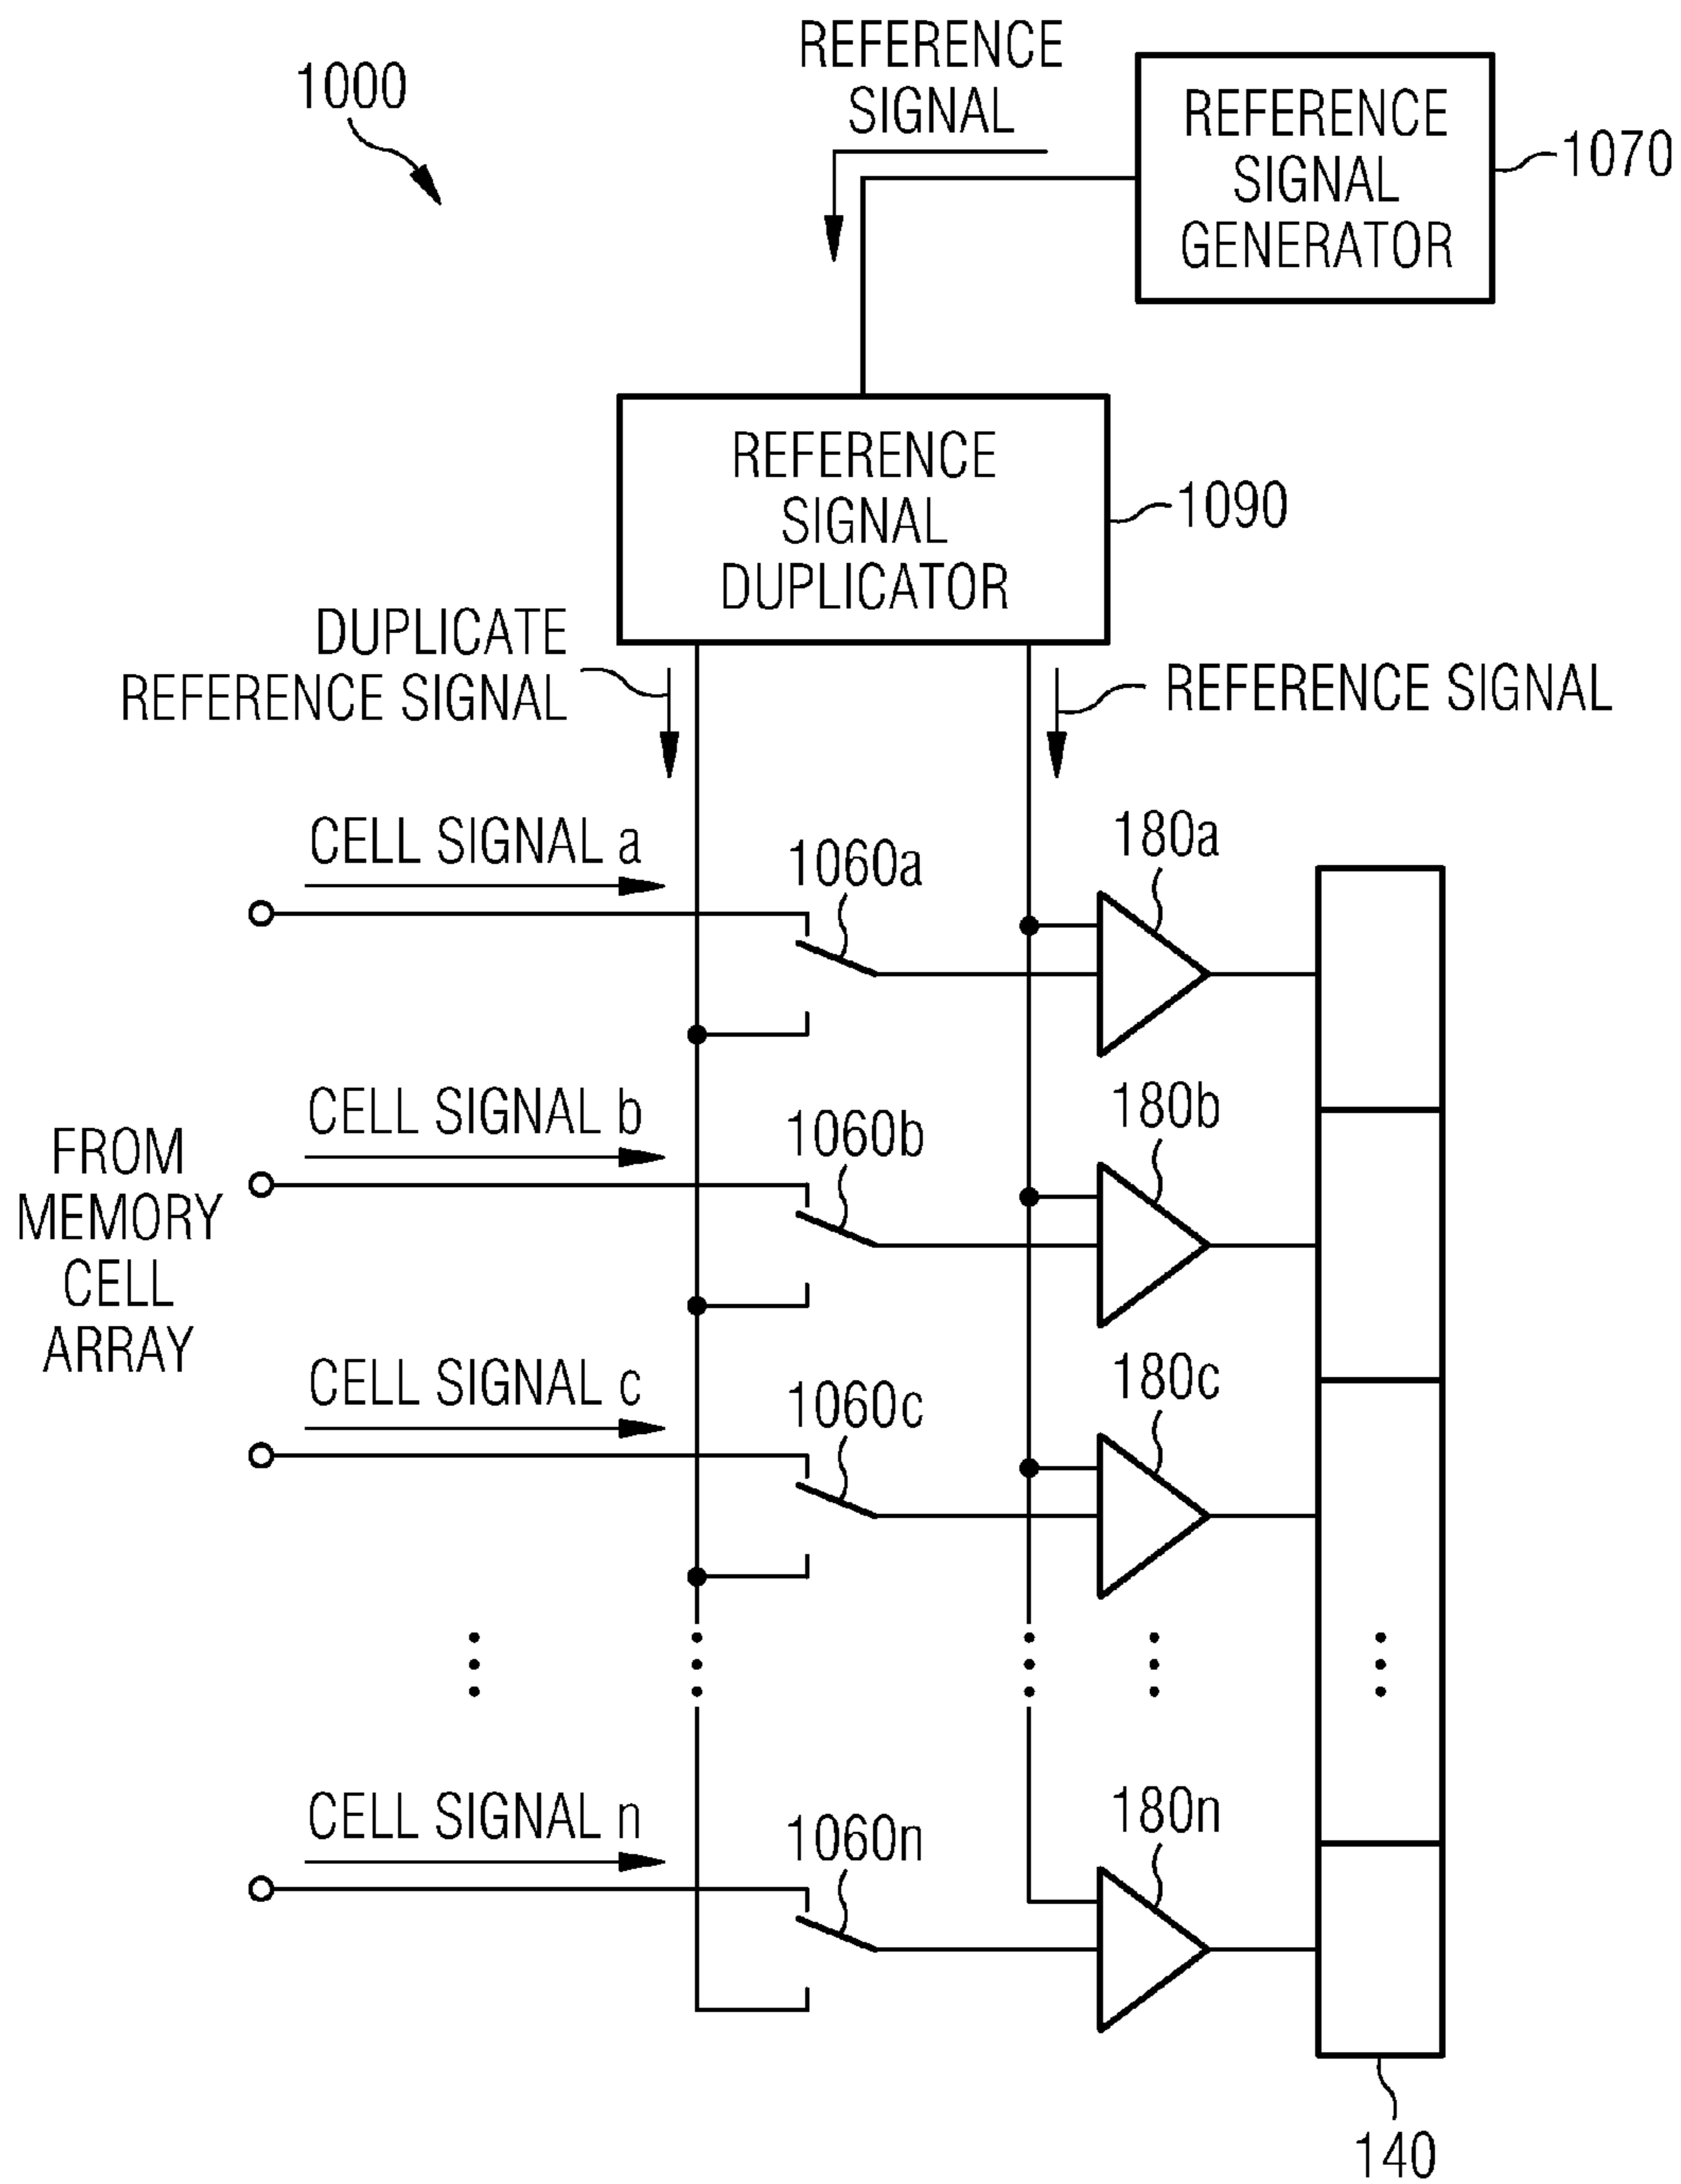 1000
REFERENCE
SIGNAL
REFERENCE
SIGNAL
GENERATOR
1070
REFERENCE
SIGNAL
DUPLICATOR
1090
DUPLICATE
REFERENCE SIGNAL
REFERENCE SIGNAL
CELL SIGNAL a
1060a
180a
FROM
MEMORY
CELL
ARRAY
CELL SIGNAL b
1060b
180b
CELL SIGNAL c
1060c
180c
CELL SIGNAL n
1060n
180n
140